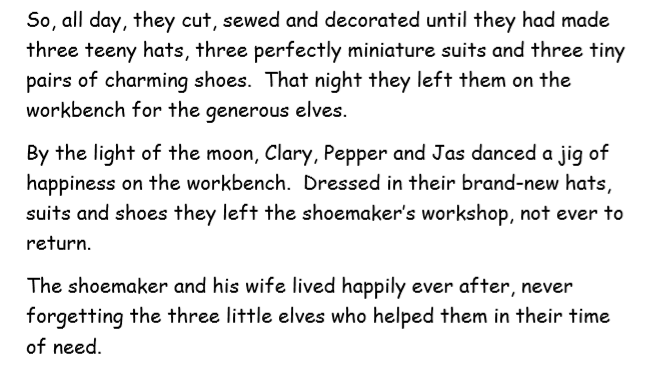 So, all day, they cut, sewed and decorated until they had made
three teeny hats, three perfectly miniature suits and three tiny
pairs of charming shoes.  That night they left them on the
workbench for the generous elves.
By the light of the moon, Clary, Pepper and Jas danced a jig of
happiness on the workbench.  Dressed in their brand-new hats,
suits and shoes they left the shoemaker's workshop, not ever to
return.
The shoemaker and his wife lived happily ever after, never
forgetting the three little elves who helped them in their time
of need.